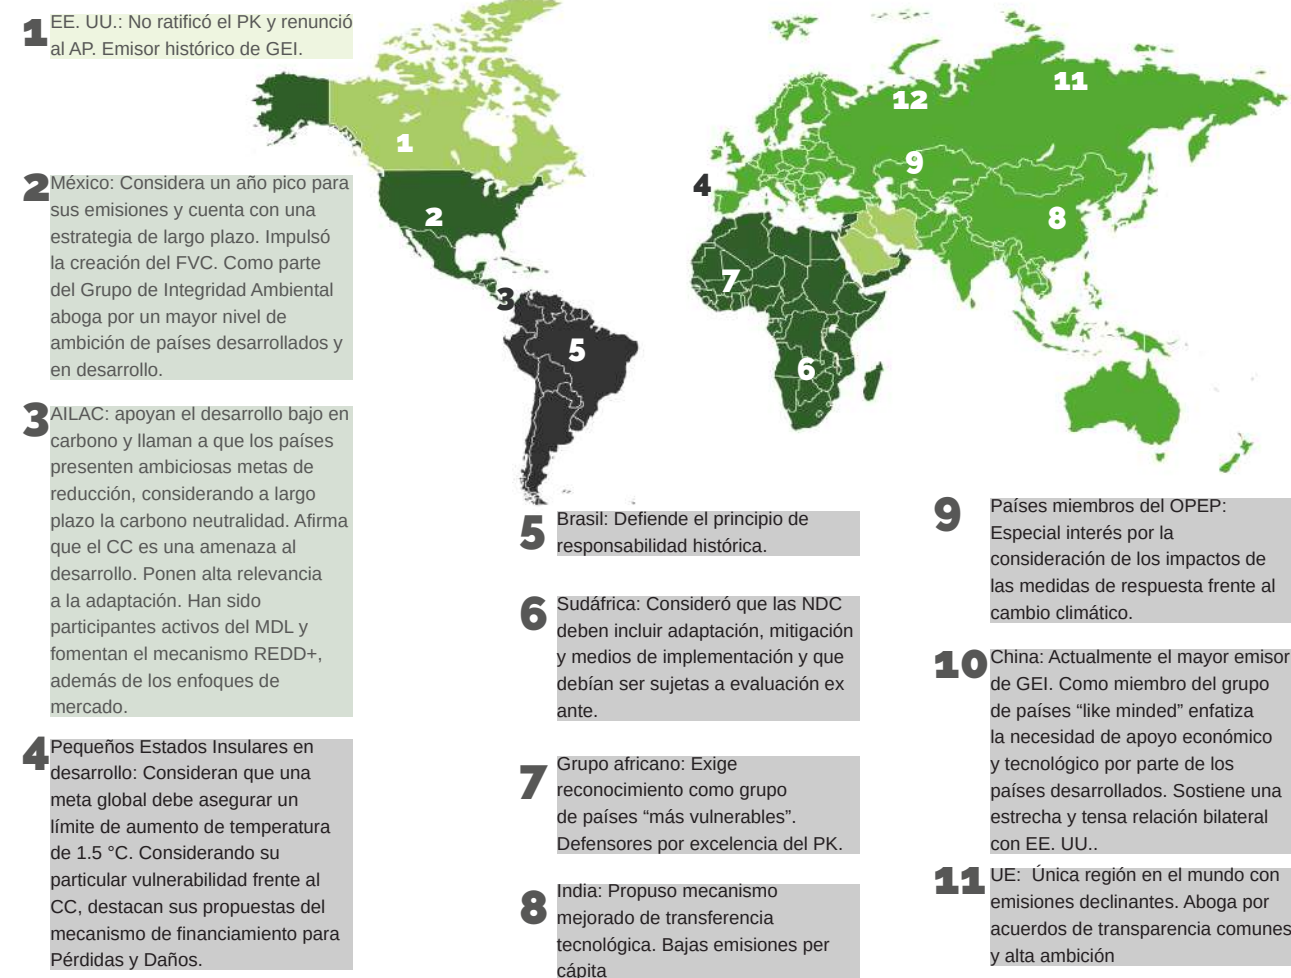 1
EE. UU.: No ratificó el PK y renunció
al AP. Emisor histórico de GEI.
2
México: Considera un año pico para
sus emisiones y cuenta con una
estrategia de largo plazo. Impulsó
la creación del FVC. Como parte
del Grupo de Integridad Ambiental
aboga por un mayor nivel de
ambición de países desarrollados y
en desarrollo.
3
AILAC: apoyan el desarrollo bajo en
carbono y llaman a que los países
presenten ambiciosas metas de
reducción, considerando a largo
plazo la carbono neutralidad. Afirma
que el CC es una amenaza al
desarrollo. Ponen alta relevancia
a la adaptación. Han sido
participantes activos del MDL y
fomentan el mecanismo REDD+,
además de los enfoques de
mercado.
4
Pequeños Estados Insulares en
desarrollo: Consideran que una
meta global debe asegurar un
límite de aumento de temperatura
de 1.5 °C. Considerando su
particular vulnerabilidad frente al
CC, destacan sus propuestas del
mecanismo de financiamiento para
Pérdidas y Daños.
1
2
3
5
4
7
6
12
11
9
8
5
Brasil: Defiende el principio de
responsabilidad histórica.
6
Sudáfrica: Consideró que las NDC
deben incluir adaptación, mitigación
y medios de implementación y que
debían ser sujetas a evaluación ex
ante.
7
Grupo africano: Exige
reconocimiento como grupo
de países “más vulnerables”.
Defensores por excelencia del PK.
8
India: Propuso mecanismo
mejorado de transferencia
tecnológica. Bajas emisiones per
cápita
9
Países miembros del OPEP:
Especial interés por la
consideración de los impactos de
las medidas de respuesta frente al
cambio climático.
10
China: Actualmente el mayor emisor
de GEI. Como miembro del grupo
de países “like minded” enfatiza
la necesidad de apoyo económico
y tecnológico por parte de los
países desarrollados. Sostiene una
estrecha y tensa relación bilateral
con EE. UU..
11
UE: Única región en el mundo con
emisiones declinantes. Aboga por
acuerdos de transparencia comunes
y alta ambición